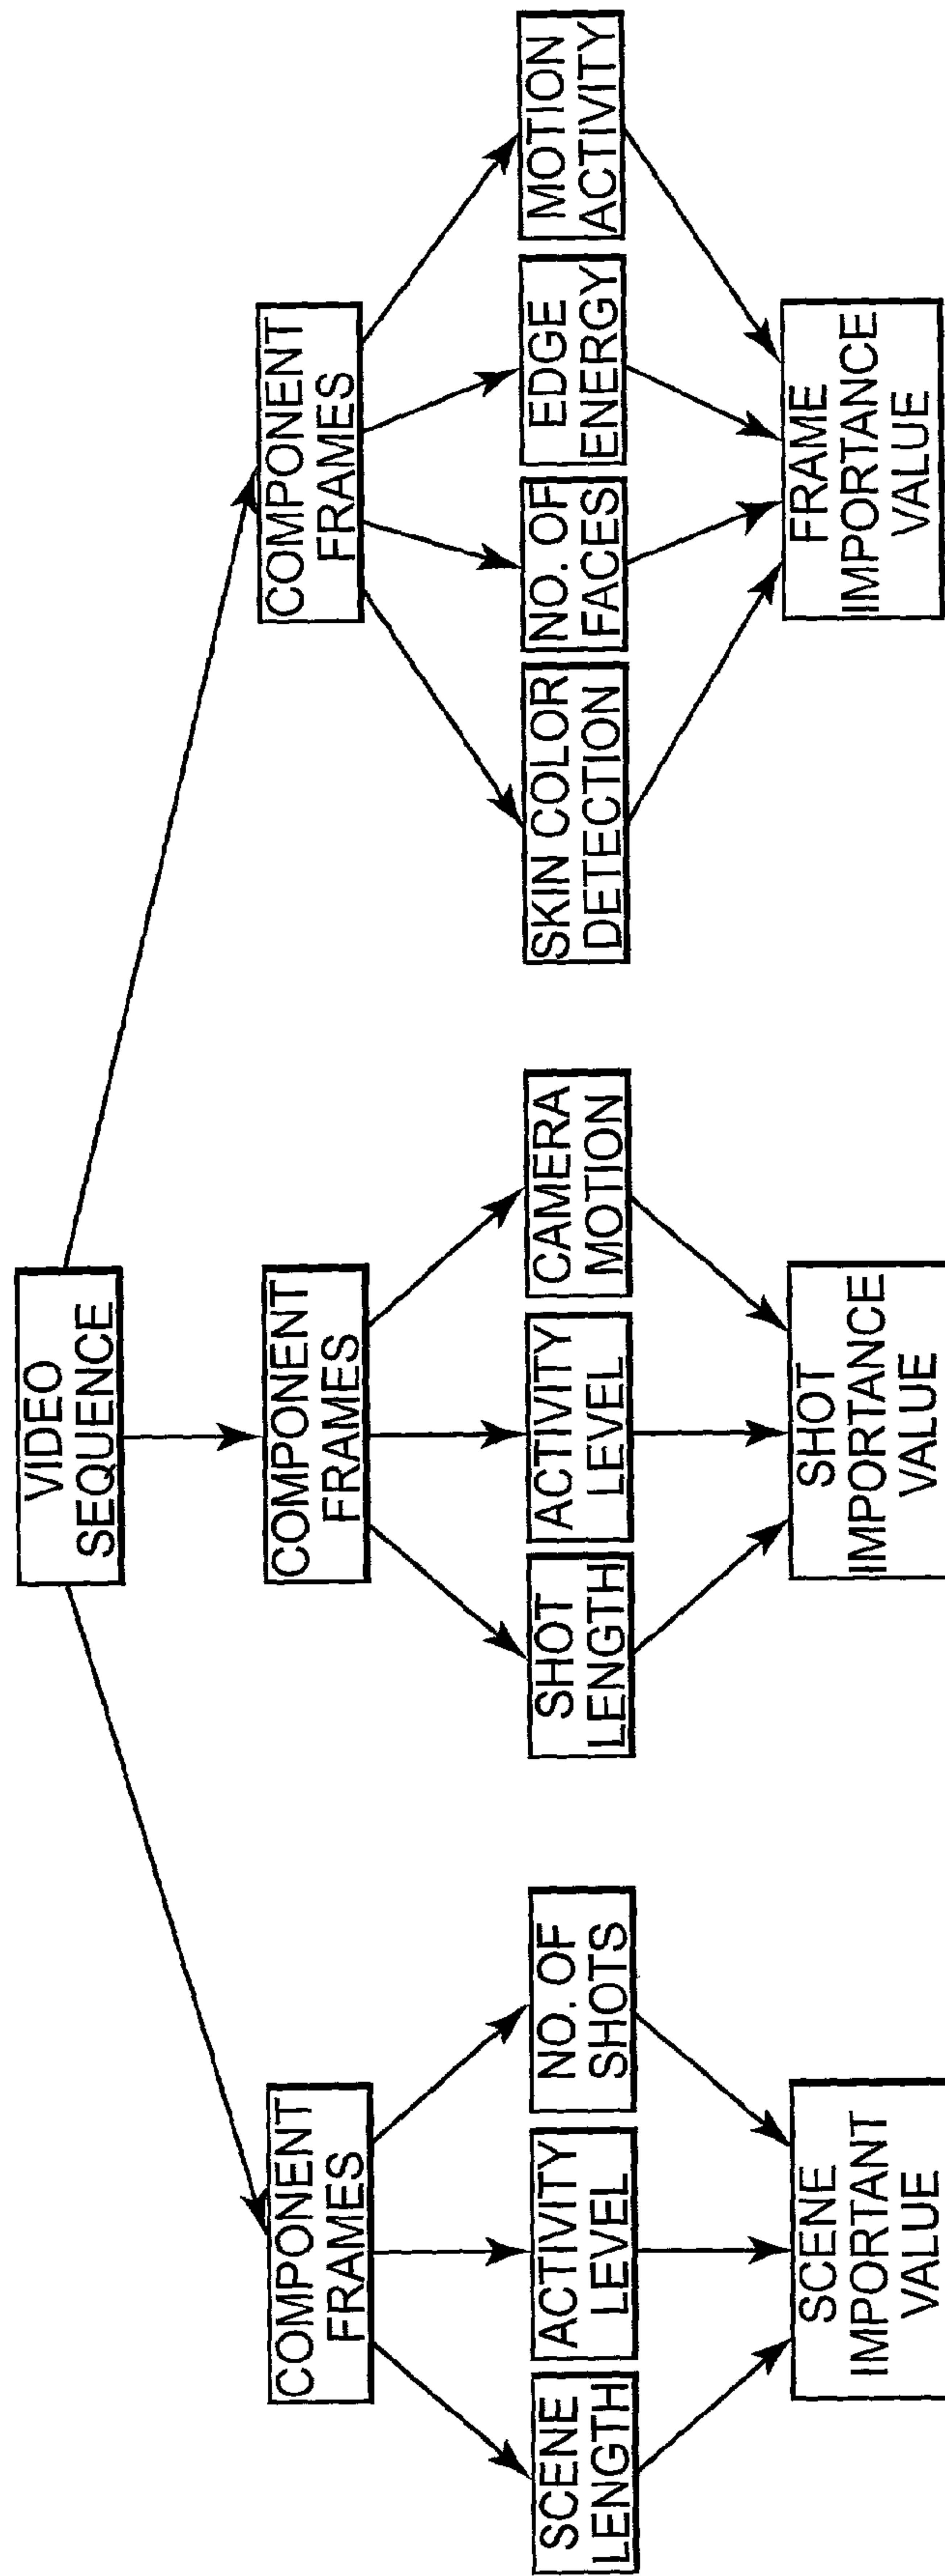 VIDEO
SEQUENCE
COMPONENT
FRAMES
COMPONENT
FRAMES
COMPONENT
FRAMES
SCENE
LENGTH
ACTIVITY
LEVEL
NO. OF
SHOTS
SHOT
LENGTH
ACTIVITY
LEVEL
CAMERA
MOTION
SKIN COLOR
DETECTION
NO. OF
FACES
EDGE
ENERGY
MOTION
ACTIVITY
SCENE
IMPORTANT
VALUE
SHOT
IMPORTANCE
VALUE
FRAME
IMPORTANCE
VALUE